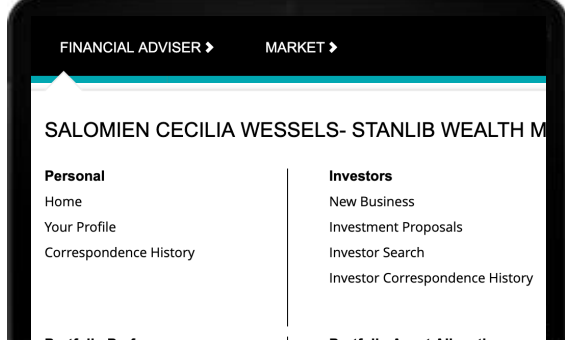 FINANCIAL ADVISER MARKET
SALOMIEN CECILIA WESSELS- STANLIB WEALTH M
Personal
Home
Your Profile
Correspondence History
Investors
New Business
Investment Proposals
Investor Search
Investor Correspondence History